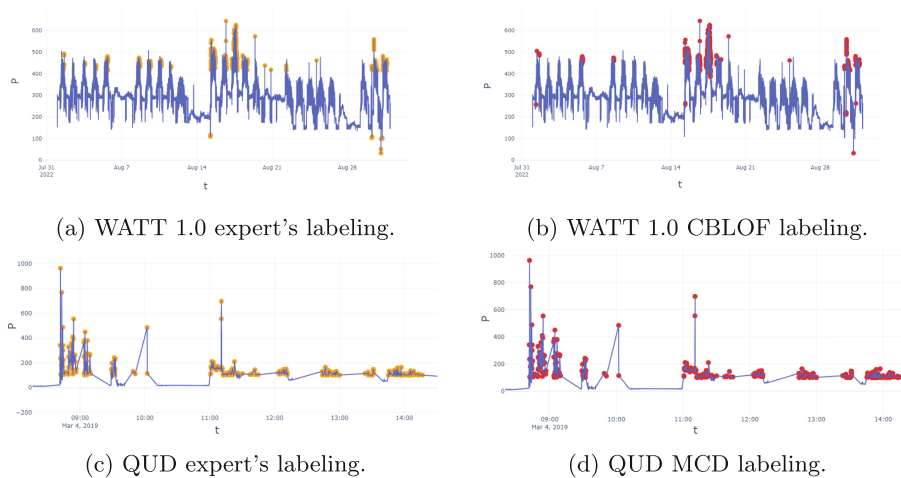 600
500
400
300
200
100
0
P
Jul 31
2022
Aug 7
Aug 14
Aug 21
Aug 28
t
600
500
400
300
200
100
0
P
Jul 31
2022
Aug 7
Aug 14
Aug 21
Aug 28
t
(a) WATT 1.0 expert's labeling.
(b) WATT 1.0 CBLOF labeling.
1000
800
600
400
200
0
−200
P
09:00
Mar 4, 2019
10:00
11:00
12:00
13:00
14:00
t
1000
800
600
400
200
0
P
09:00
Mar 4, 2019
10:00
11:00
12:00
13:00
14:00
t
(c) QUD expert's labeling.
(d) QUD MCD labeling.